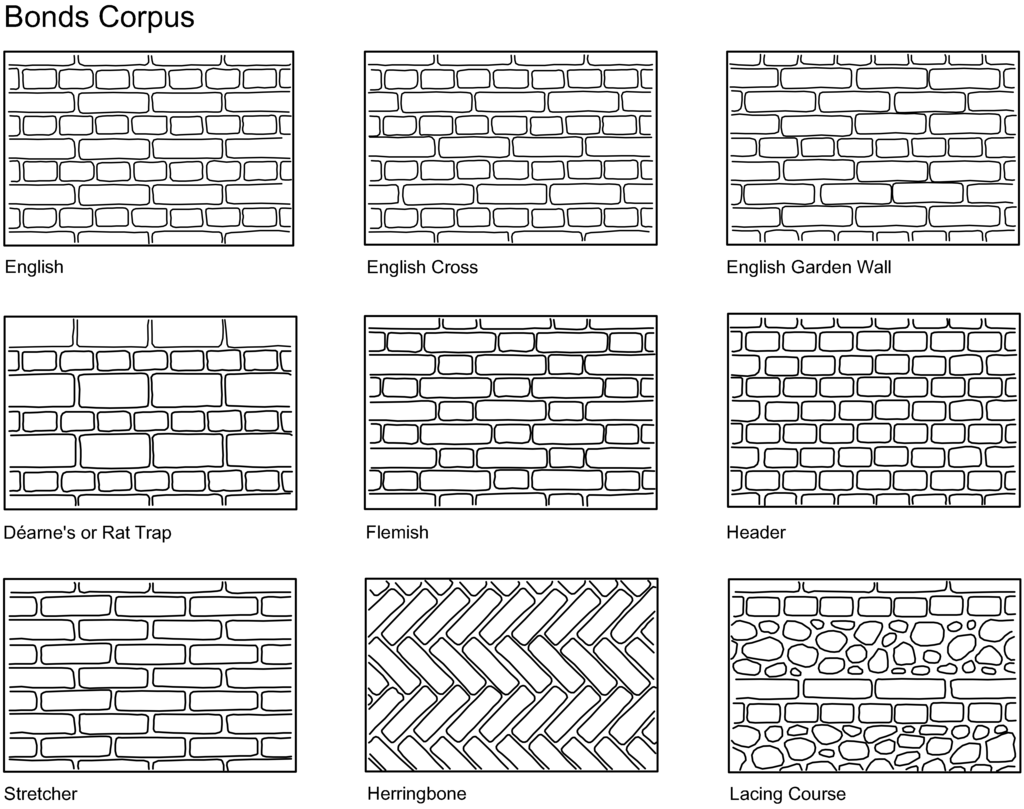 Bonds Corpus
English
English Cross
English Garden Wall
Déarne's or Rat Trap
Flemish
Header
Stretcher
Herringbone
Lacing Course